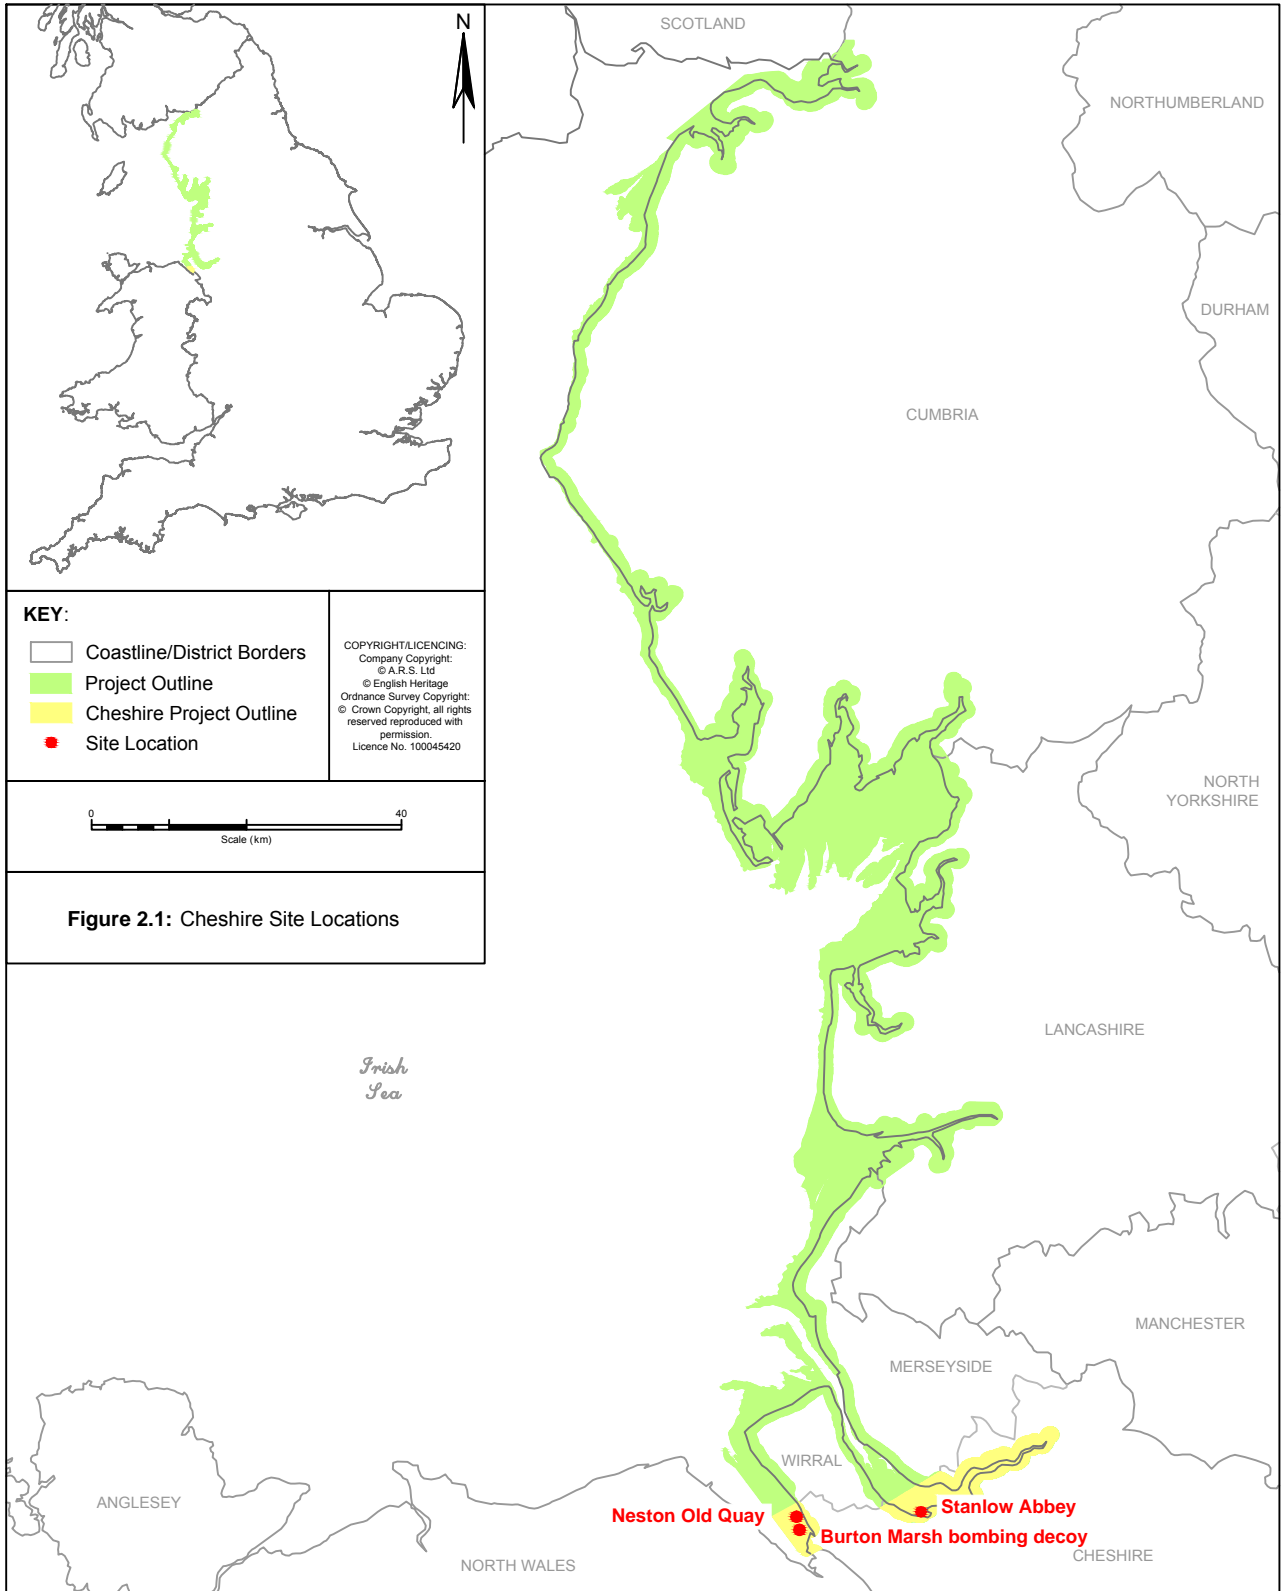 N
SCOTLAND
NORTHUMBERLAND
DURHAM
CUMBRIA
KEY:
Coastline/District Borders
Project Outline
Cheshire Project Outline
Site Location
COPYRIGHT/LICENCING:
Company Copyright:
© A.R.S. Ltd
© English Heritage
Ordnance Survey Copyright:
© Crown Copyright, all rights
reserved reproduced with
permission.
Licence No. 100045420
0 40
Scale (km)
Figure 2.1: Cheshire Site Locations
NORTH
YORKSHIRE
LANCASHIRE
Irish
Sea
MANCHESTER
MERSEYSIDE
WIRRAL
ANGLESEY
Stanlow Abbey
Neston Old Quay
Burton Marsh bombing decoy
CHESHIRE
NORTH WALES